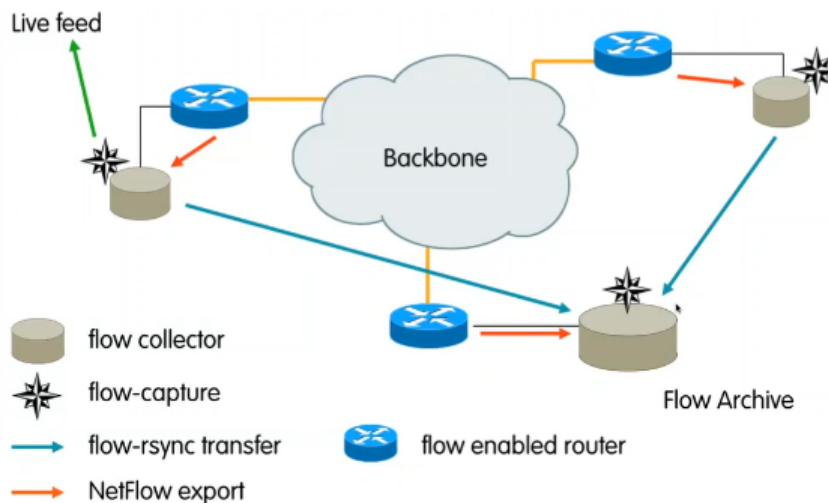 Live feed
Backbone
flow collector
flow-capture
Flow Archive
flow-rsync transfer
flow enabled router
NetFlow export